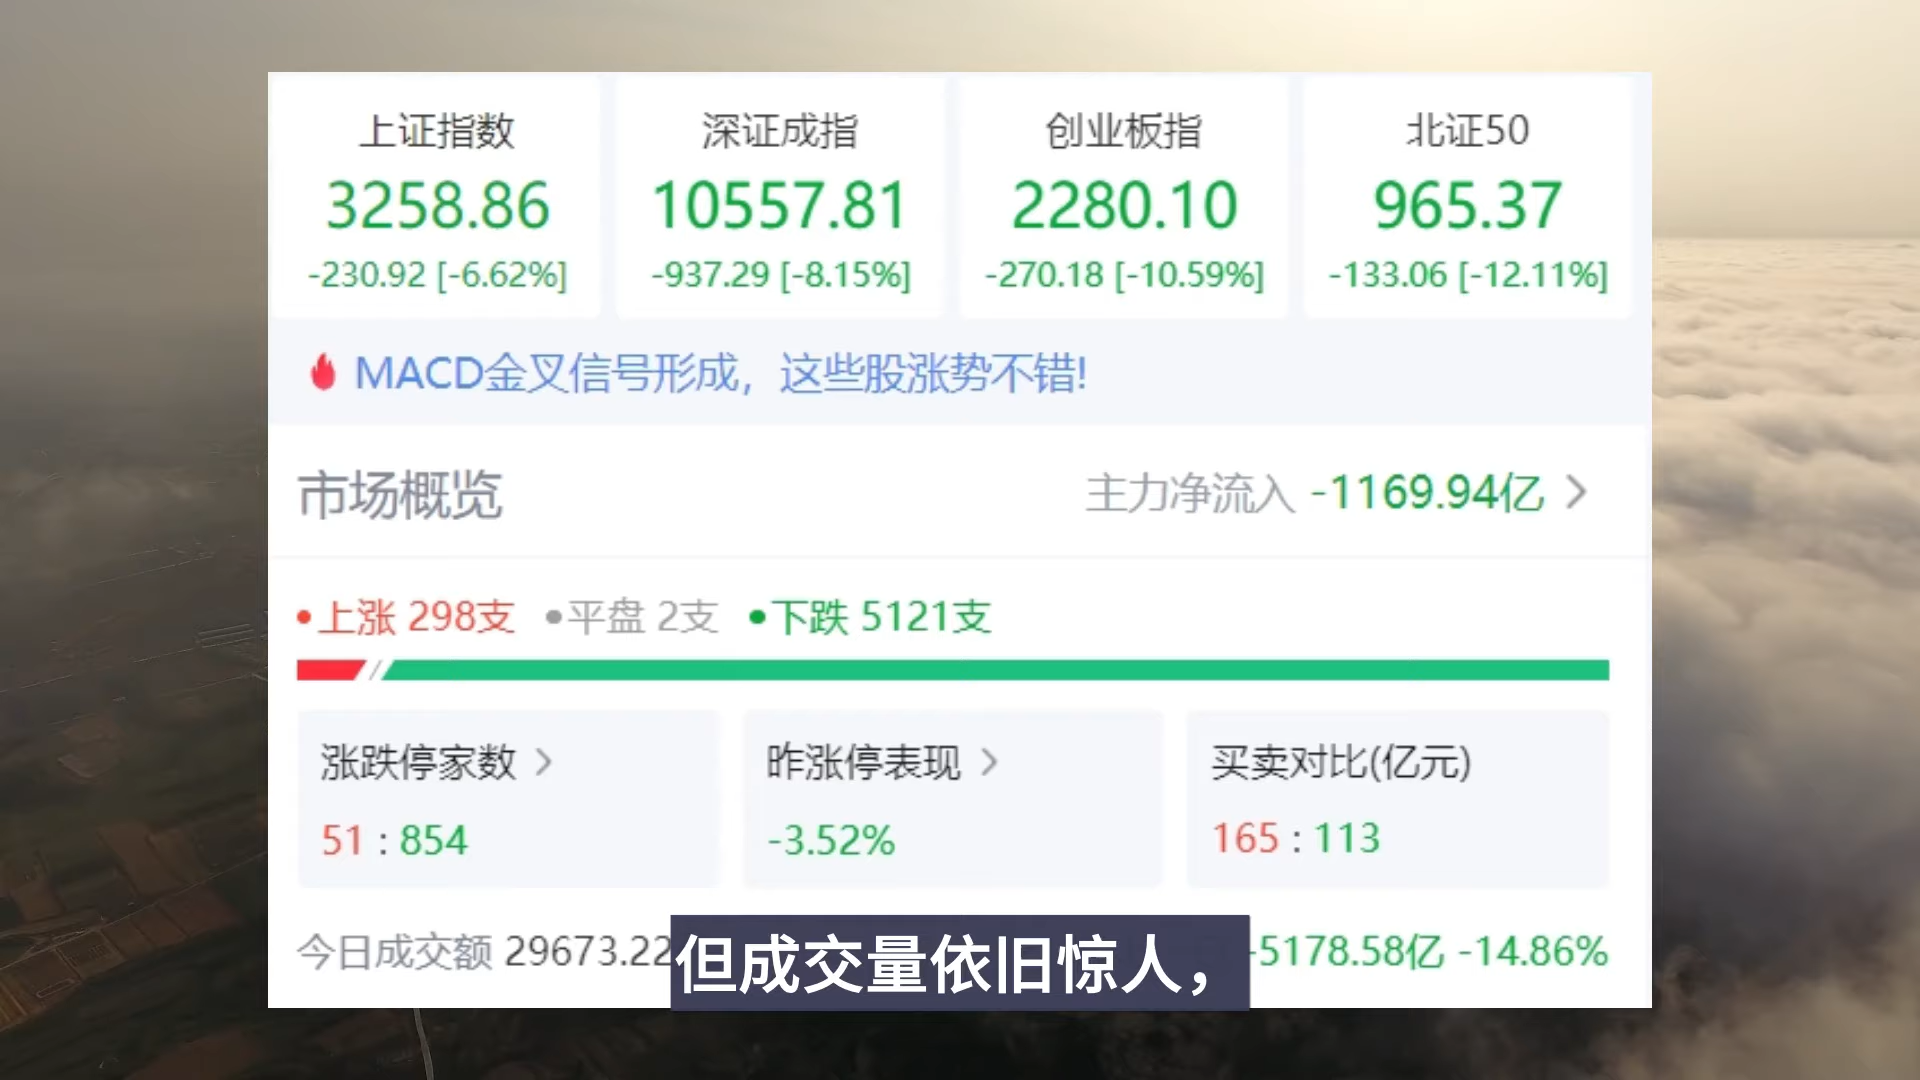 上证指数 深证成指 创业板指 北证50
3258.86 10557.81 2280.10 965.37
-230.92 [-6.62%] -937.29 [-8.15%] -270.18 [-10.59%] -133.06 [-12.11%]
MACD金叉信号形成，这些股涨势不错!
市场概览 主力净流入 -1169.94亿
上涨 298支 平盘 2支 下跌 5121支
涨跌停家数 昨涨停表现 买卖对比(亿元)
51 : 854 -3.52% 165 : 113
今日成交额 29673.22 -5178.58亿 -14.86%
但成交量依旧惊人，